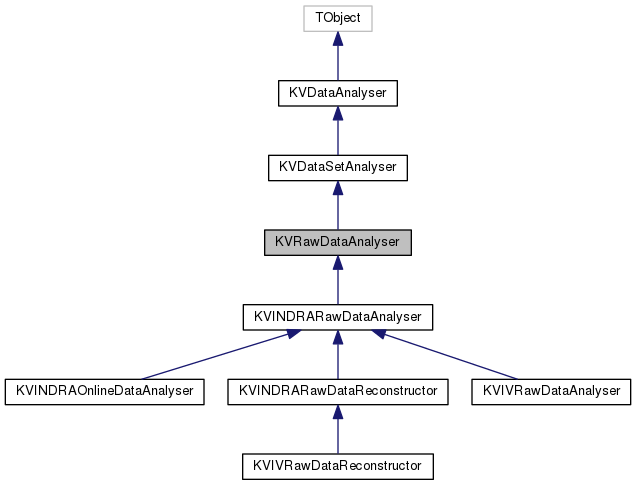 TObject
KVDataAnalyser
KVDataSetAnalyser
KVRawDataAnalyser
KVINDRARawDataAnalyser
KVINDRAOnlineDataAnalyser
KVINDRARawDataReconstructor
KVIVRawDataAnalyser
KVIVRawDataReconstructor